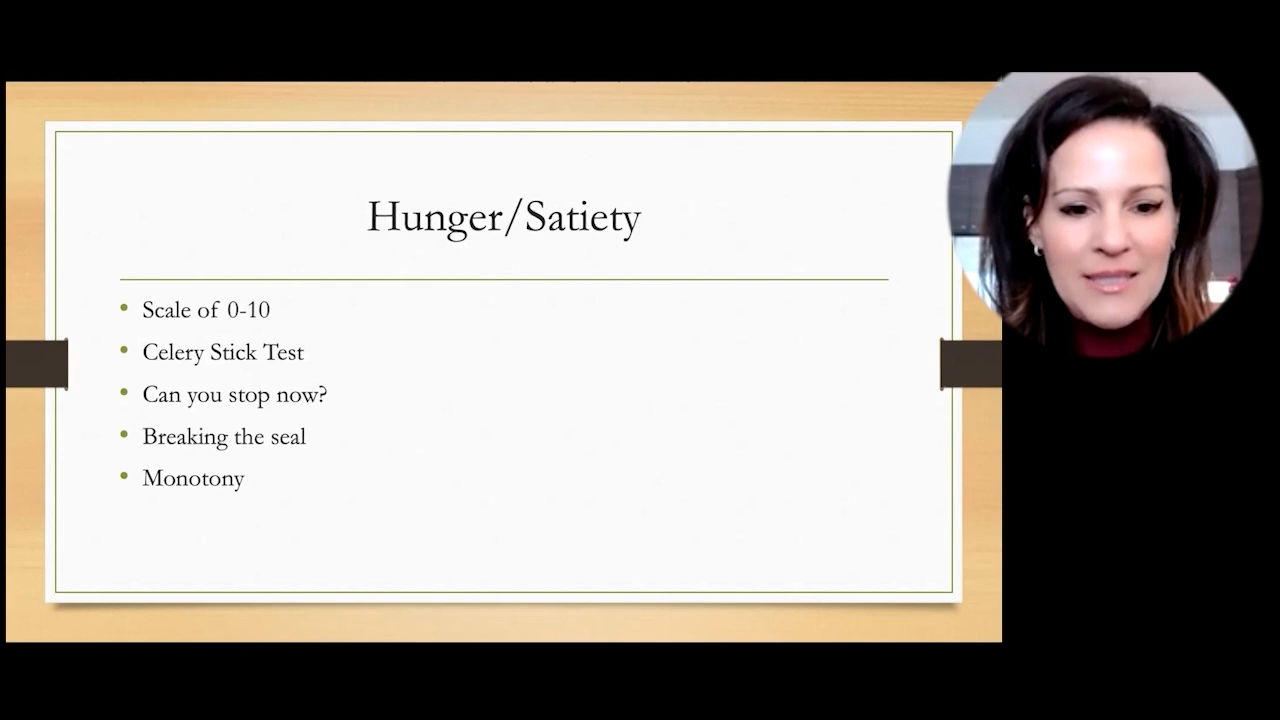 Hunger/Satiety
Scale of 0-10
Celery Stick Test
Can you stop now?
Breaking the seal
Monotony